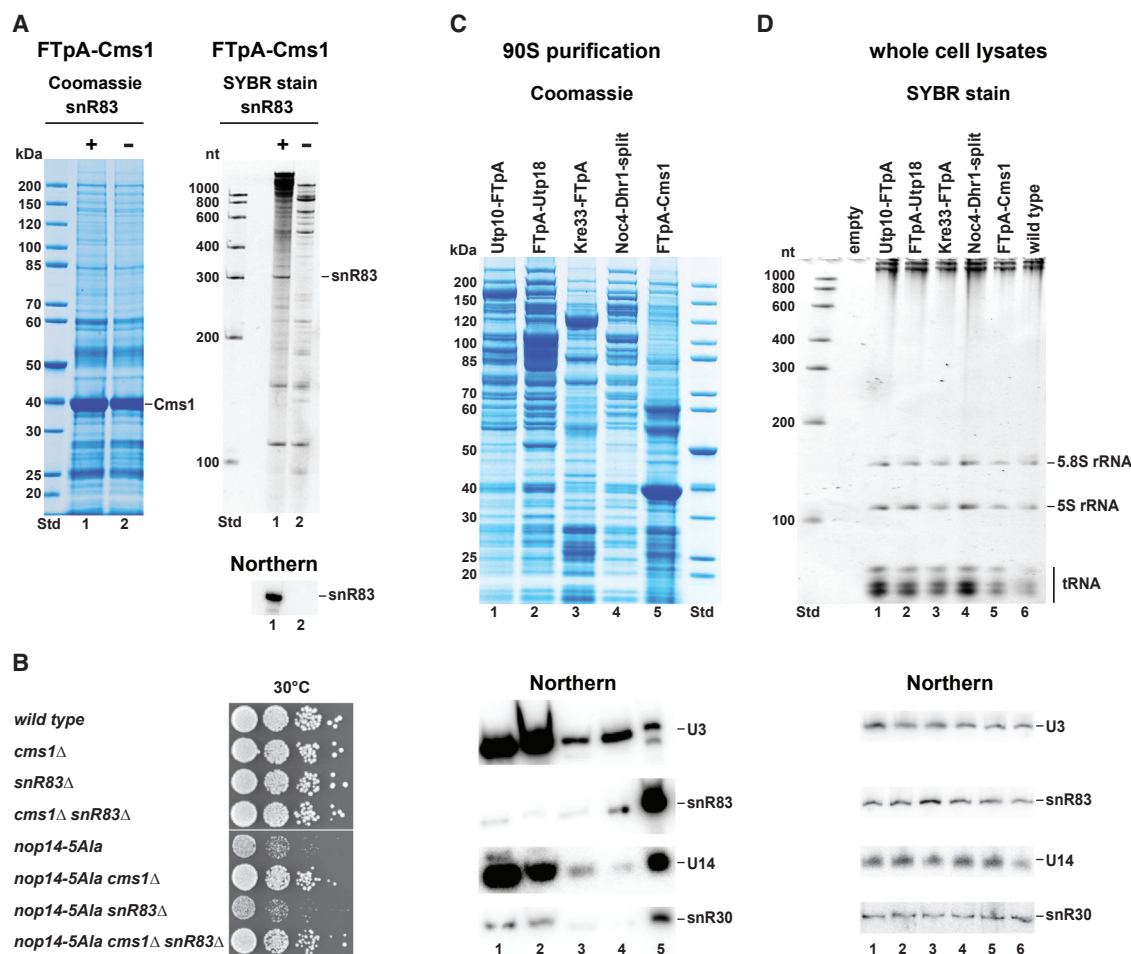 A
FTpA-Cms1
Coomassie
snR83
+ −
kDa
200
150
120
100
85
70
60
50
40
30
25
20
Cms1
Std 1 2
FTpA-Cms1
SYBR stain
snR83
+ −
nt
1000
800
600
400
300
200
100
snR83
Std 1 2
Northern
snR83
1 2
B
30°C
wild type
cms1Δ
snR83Δ
cms1Δ snR83Δ
nop14-5Ala
nop14-5Ala cms1Δ
nop14-5Ala snR83Δ
nop14-5Ala cms1Δ snR83Δ
C
90S purification
Coomassie
Utp10-FTpA
FTpA-Utp18
Kre33-FTpA
Noc4-Dhr1-split
FTpA-Cms1
kDa
200
150
120
100
85
70
60
50
40
30
25
20
1 2 3 4 5 Std
Northern
U3
snR83
U14
snR30
1 2 3 4 5
D
whole cell lysates
SYBR stain
empty
Utp10-FTpA
FTpA-Utp18
Kre33-FTpA
Noc4-Dhr1-split
FTpA-Cms1
wild type
nt
1000
800
600
400
300
200
100
5.8S rRNA
5S rRNA
tRNA
Std 1 2 3 4 5 6
Northern
U3
snR83
U14
snR30
1 2 3 4 5 6